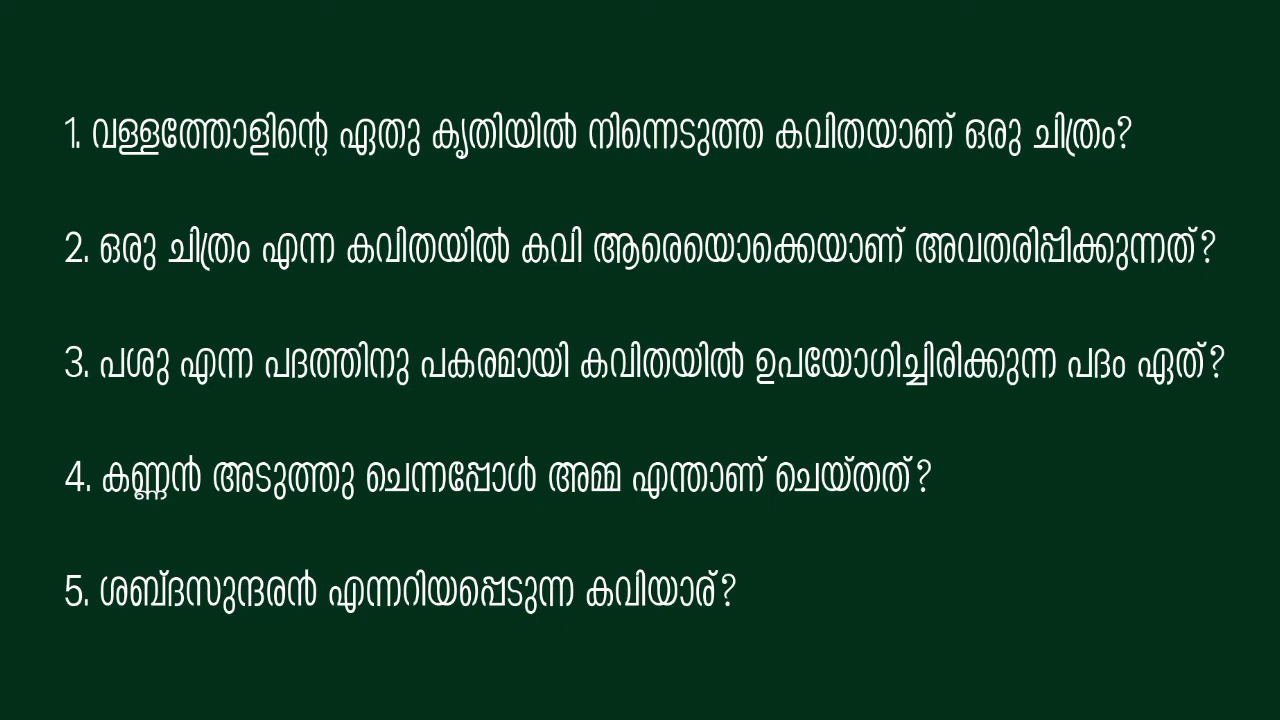 1. വള്ളത്തോളിന്റെ ഏതു കൃതിയിൽ നിന്നെടുത്ത കവിതയാണ് ഒരു ചിത്രം?
2. ഒരു ചിത്രം എന്ന കവിതയിൽ കവി ആരെയൊക്കെയാണ് അവതരിപ്പിക്കുന്നത്?
3. പശു എന്ന പദത്തിനു പകരമായി കവിതയിൽ ഉപയോഗിച്ചിരിക്കുന്ന പദം ഏത്?
4. കണ്ണൻ അടുത്തു ചെന്നപ്പോൾ അമ്മ എന്താണ് ചെയ്തത്?
5. ശബ്ദസുന്ദരൻ എന്നറിയപ്പെടുന്ന കവിയാര്?